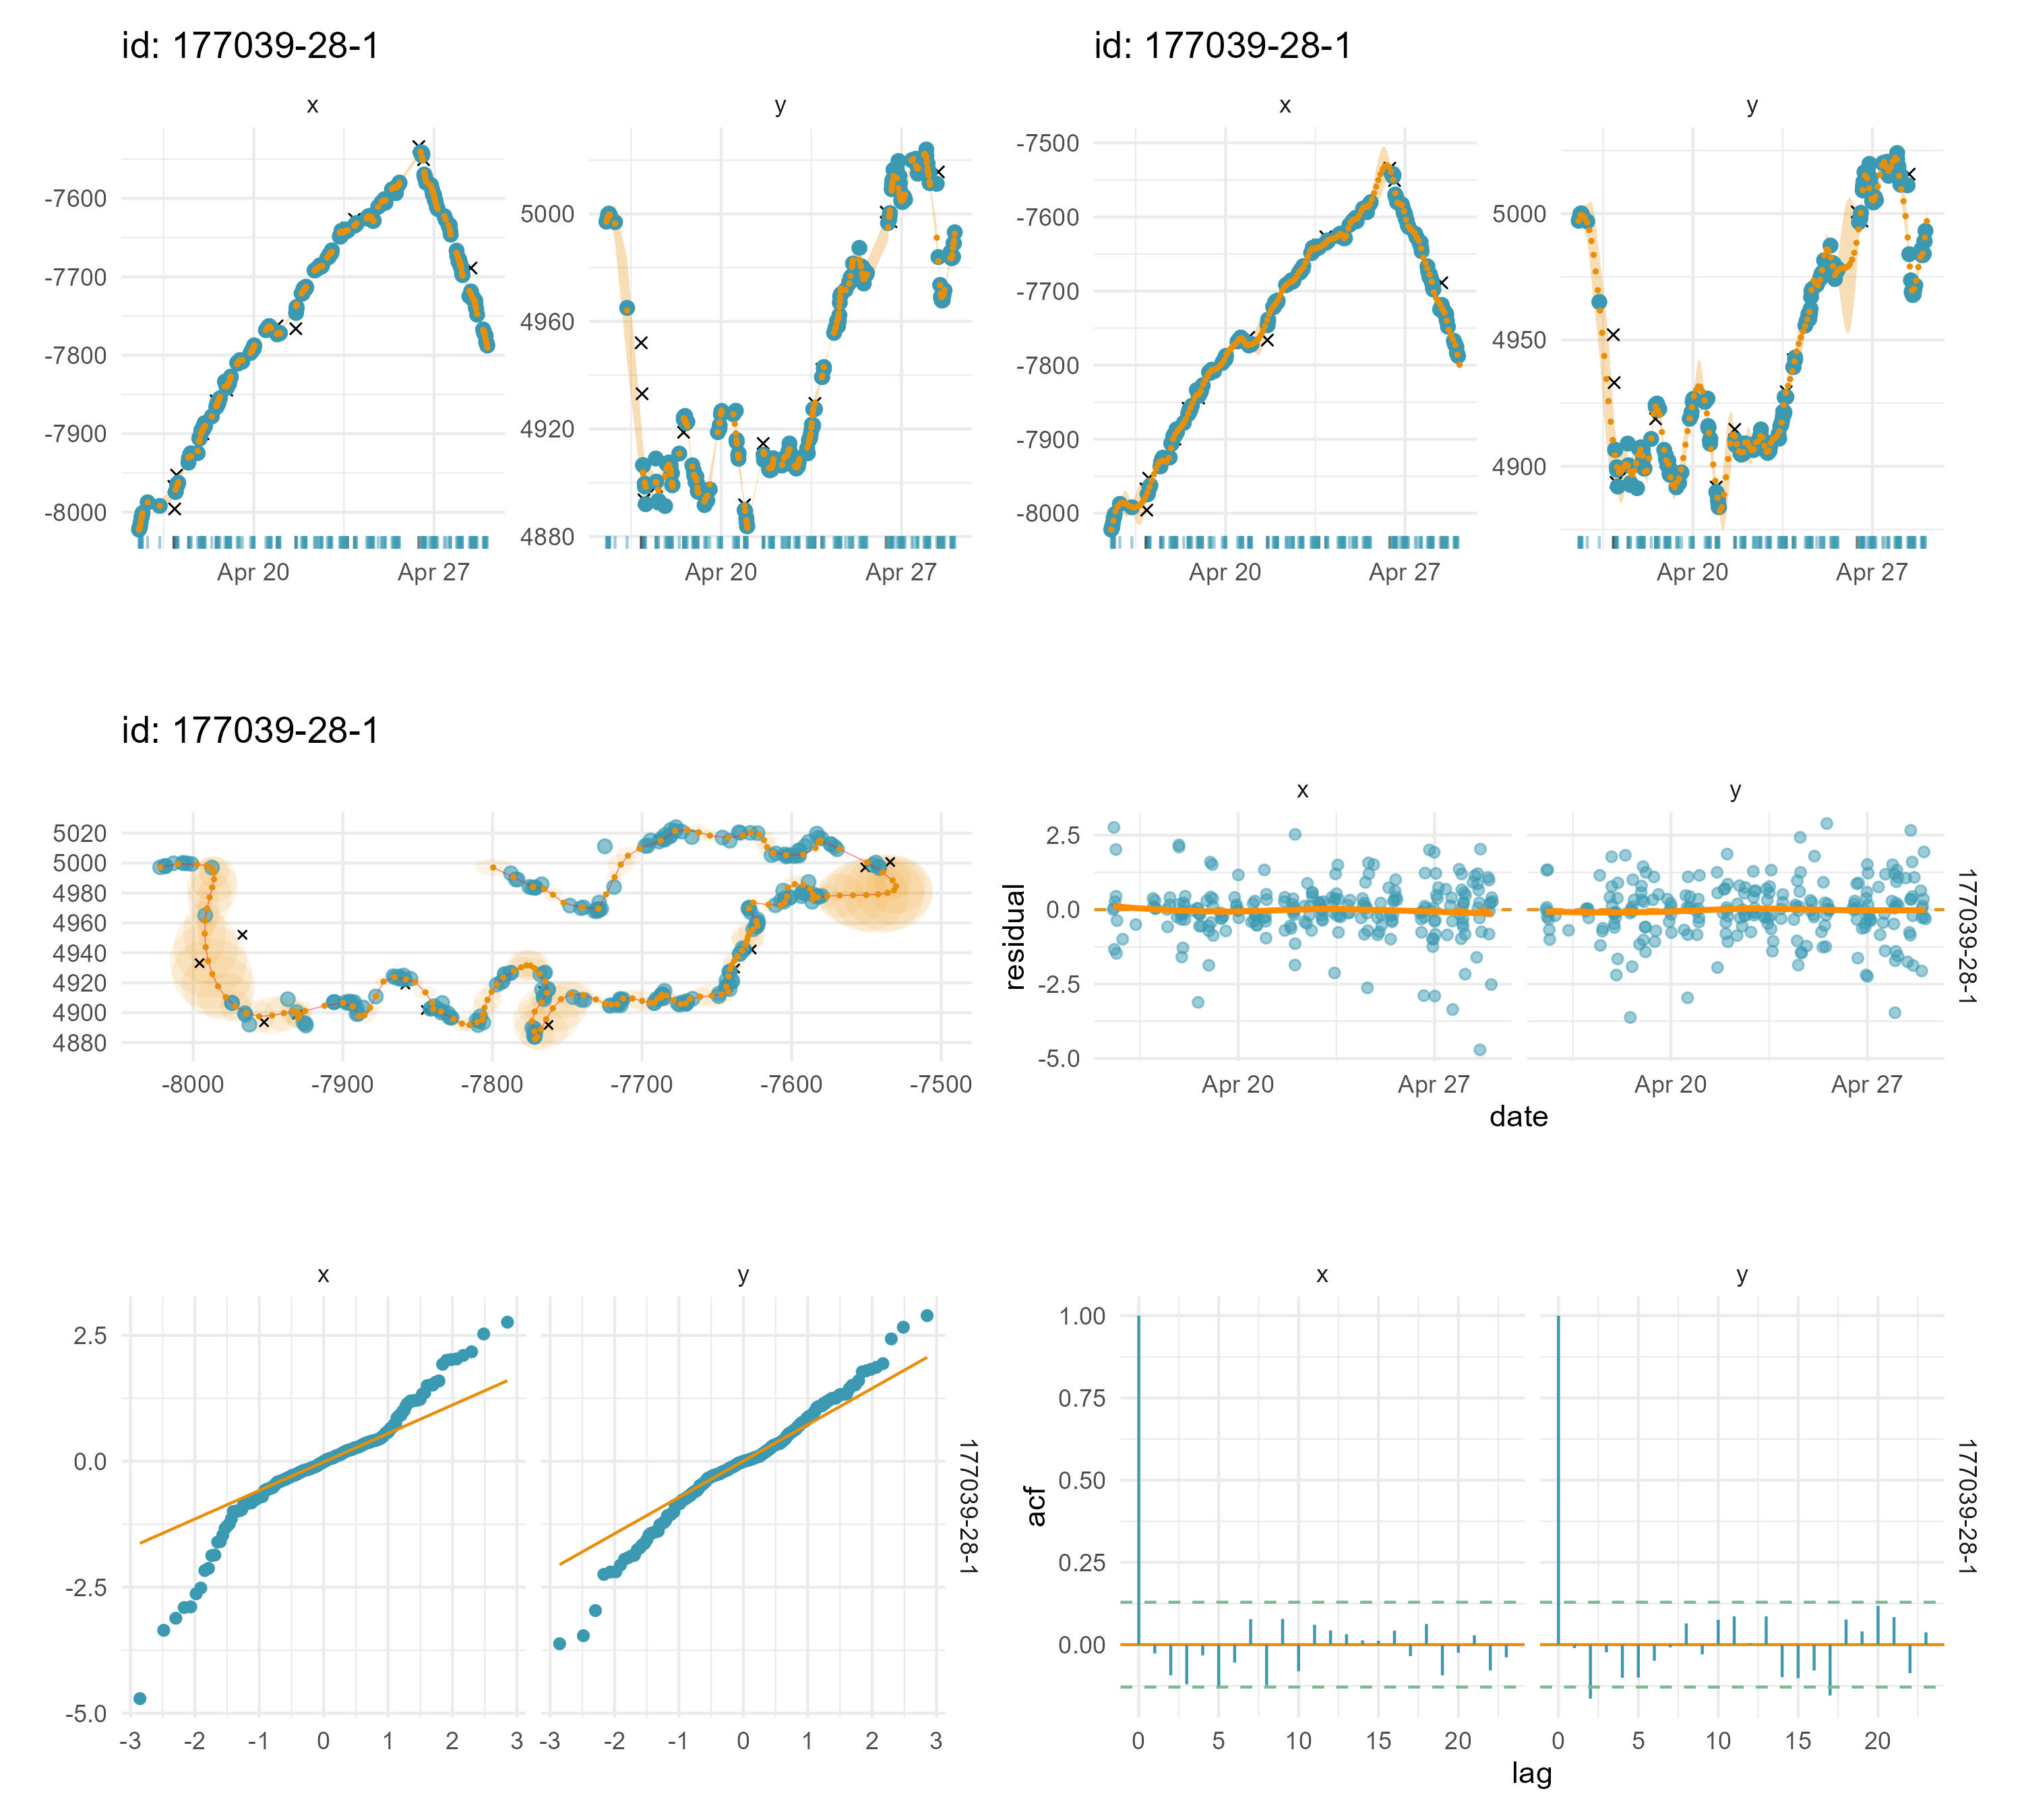 id: 177039-28-1
id: 177039-28-1
x
y
x
y
-7600
-7700
-7800
-7900
-8000
5000
4960
4920
4880
-7500
-7600
-7700
-7800
-7900
-8000
5000
4950
4900
Apr 20
Apr 27
Apr 20
Apr 27
Apr 20
Apr 27
Apr 20
Apr 27
id: 177039-28-1
5020
5000
4980
4960
4940
4920
4900
4880
-8000
-7900
-7800
-7700
-7600
-7500
x
y
residual
2.5
0.0
-2.5
-5.0
177039-28-1
Apr 20
Apr 27
Apr 20
Apr 27
date
x
y
2.5
0.0
-2.5
-5.0
177039-28-1
-3 -2 -1 0 1 2 3
-3 -2 -1 0 1 2 3
x
y
acf
1.00
0.75
0.50
0.25
0.00
177039-28-1
0 5 10 15 20
0 5 10 15 20
lag